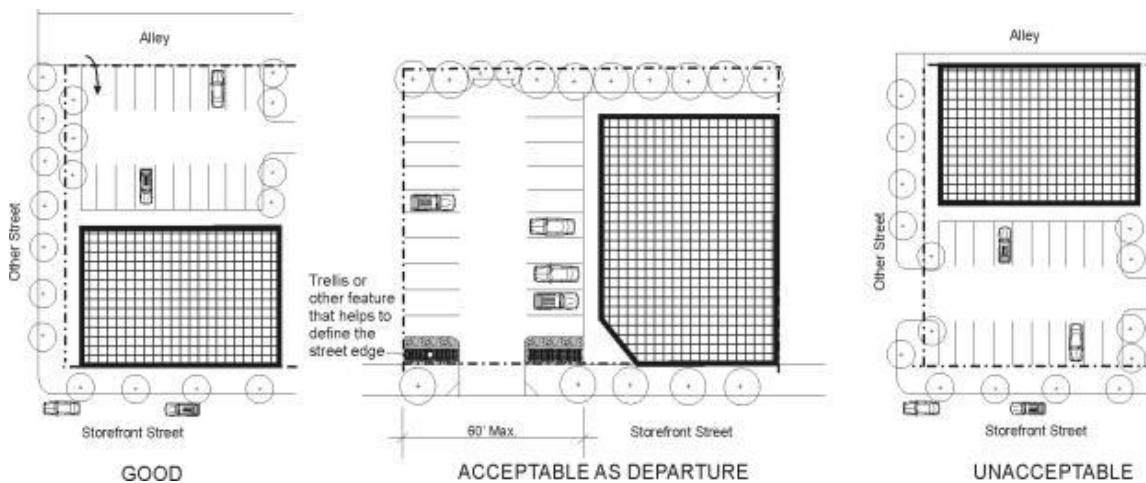 Alley
Other Street
Storefront Street
GOOD
Trellis or
other feature
that helps to
define the
street edge
60' Max.
Storefront Street
ACCEPTABLE AS DEPARTURE
Alley
Other Street
Storefront Street
UNACCEPTABLE